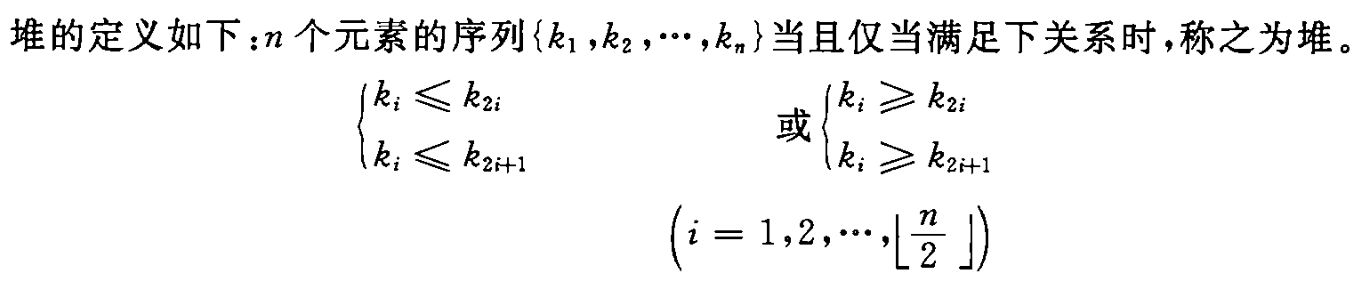 堆的定义如下:n 个元素的序列{k₁,k₂,⋯,kₙ}当且仅当满足下关系时,称之为堆。
{kᵢ ⩽ k₂ᵢ 或 {kᵢ ⩾ k₂ᵢ
kᵢ ⩽ k₂ᵢ₊₁ kᵢ ⩾ k₂ᵢ₊₁
(i = 1,2,⋯,⌊n/2⌋)